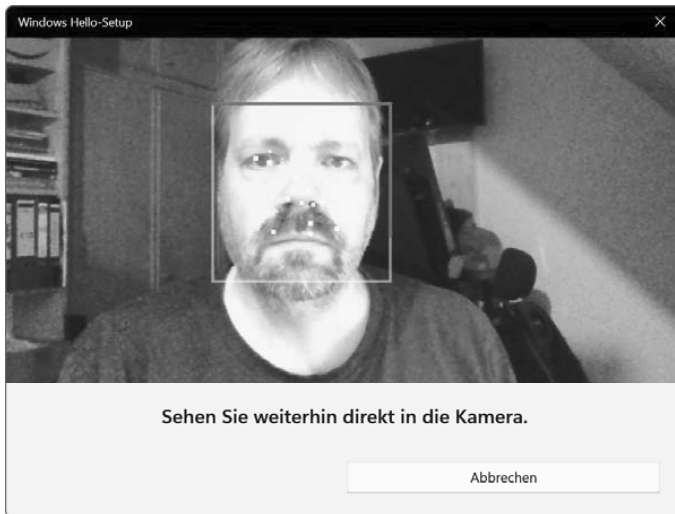 Windows Hello-Setup
Sehen Sie weiterhin direkt in die Kamera.
Abbrechen